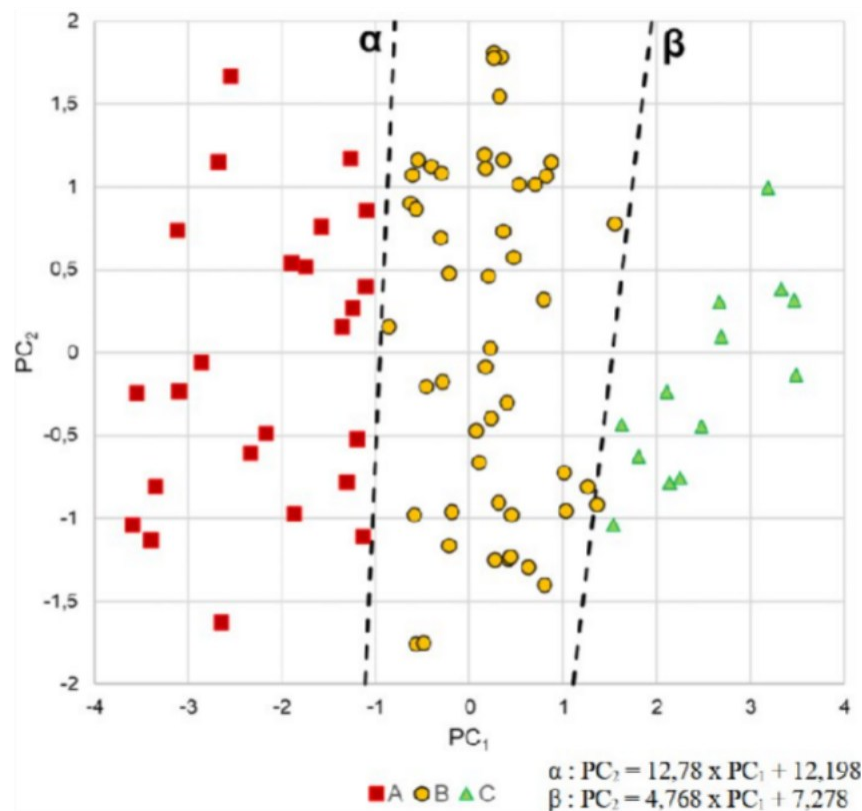 2
α
β
1,5
1
0,5
0
-0,5
-1
-1,5
-2
PC₂
-4 -3 -2 -1 0 1 2 3 4
PC₁
A B C
α : PC₂ = 12,78 x PC₁ + 12,198
β : PC₂ = 4,768 x PC₁ + 7,278